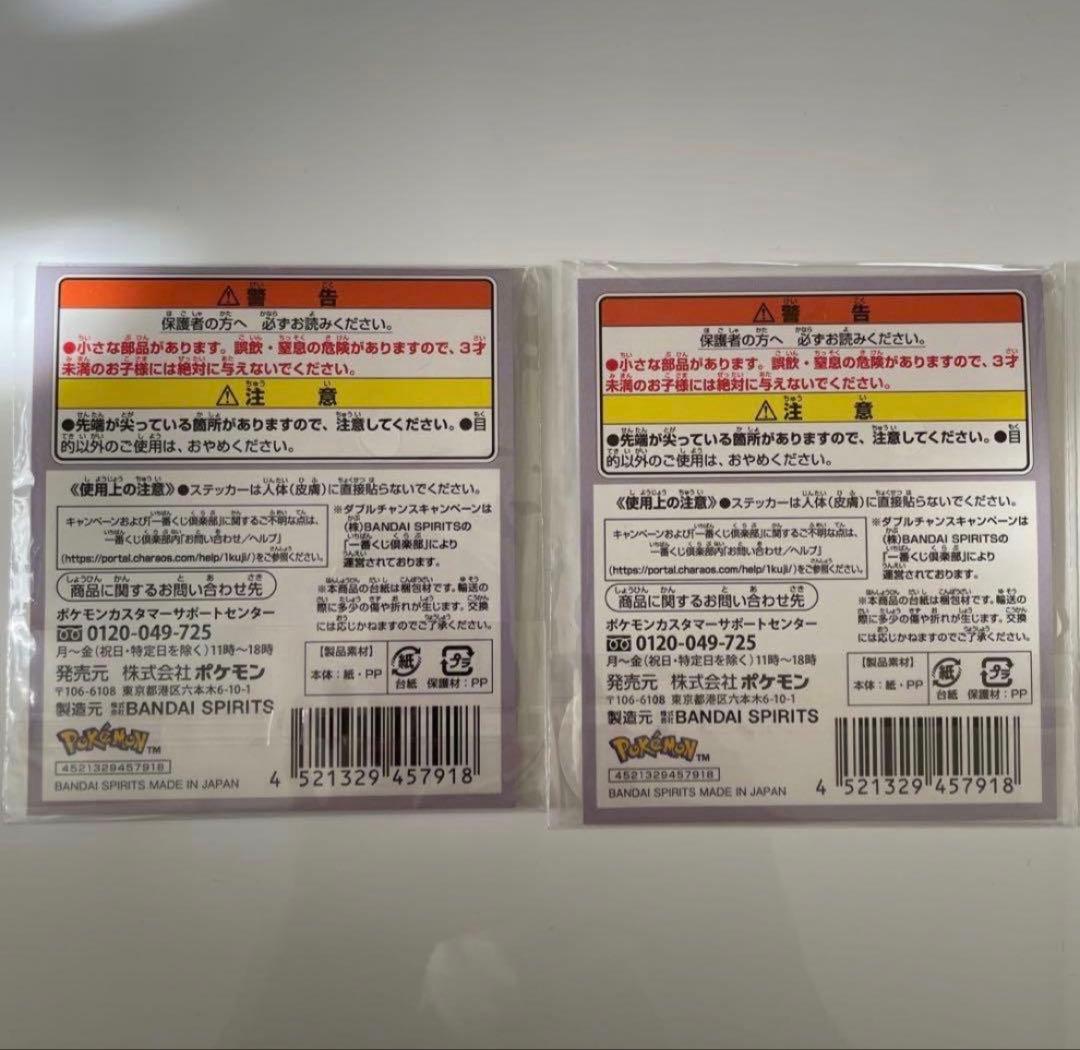 警告
保護者の方へ 必ずお読みください。
●小さな部品があります。誤飲・窒息の危険がありますので、3才
未満のお子様には絶対に与えないでください。
注意
●先端が尖っている箇所がありますので、注意してください。●目
的以外のご使用は、おやめください。
《使用上の注意》●ステッカーは人体(皮膚)に直接貼らないでください。
キャンペーンおよび「一番くじ倶楽部」に関するご不明な点は、
一番くじ倶楽部内「お問い合わせ/ヘルプ」
(https://portal.charaos.com/help/1kuji/)をご参照ください。
※ダブルチャンスキャンペーンは
(株)BANDAI SPIRITSの
「一番くじ倶楽部」により
運営されております。
商品に関するお問い合わせ先
ポケモンカスタマーサポートセンター
0120-049-725
月〜金(祝日・特定日を除く)11時〜18時
※本商品の台紙は梱包材です。輸送の
際に多少の傷や折れが生じます。交換
には応じかねますのでご了承ください。
発売元 株式会社ポケモン
〒106-6108 東京都港区六本木6-10-1
製造元 株式会社BANDAI SPIRITS
【製品素材】
本体:紙・PP
紙
台紙
プラ
保護材:PP
POKÉMON™
4521329457918
BANDAI SPIRITS MADE IN JAPAN
4 521329 457918
警告
保護者の方へ 必ずお読みください。
●小さな部品があります。誤飲・窒息の危険がありますので、3才
未満のお子様には絶対に与えないでください。
注意
●先端が尖っている箇所がありますので、注意してください。●目
的以外のご使用は、おやめください。
《使用上の注意》●ステッカーは人体(皮膚)に直接貼らないでください。
キャンペーンおよび「一番くじ倶楽部」に関するご不明な点は、
一番くじ倶楽部内「お問い合わせ/ヘルプ」
(https://portal.charaos.com/help/1kuji/)をご参照ください。
※ダブルチャンスキャンペーンは
(株)BANDAI SPIRITSの
「一番くじ倶楽部」により
運営されております。
商品に関するお問い合わせ先
ポケモンカスタマーサポートセンター
0120-049-725
月〜金(祝日・特定日を除く)11時〜18時
※本商品の台紙は梱包材です。輸送の
際に多少の傷や折れが生じます。交換
には応じかねますのでご了承ください。
発売元 株式会社ポケモン
〒106-6108 東京都港区六本木6-10-1
製造元 株式会社BANDAI SPIRITS
【製品素材】
本体:紙・PP
紙
台紙
プラ
保護材:PP
POKÉMON™
4521329457918
BANDAI SPIRITS MADE IN JAPAN
4 521329 457918